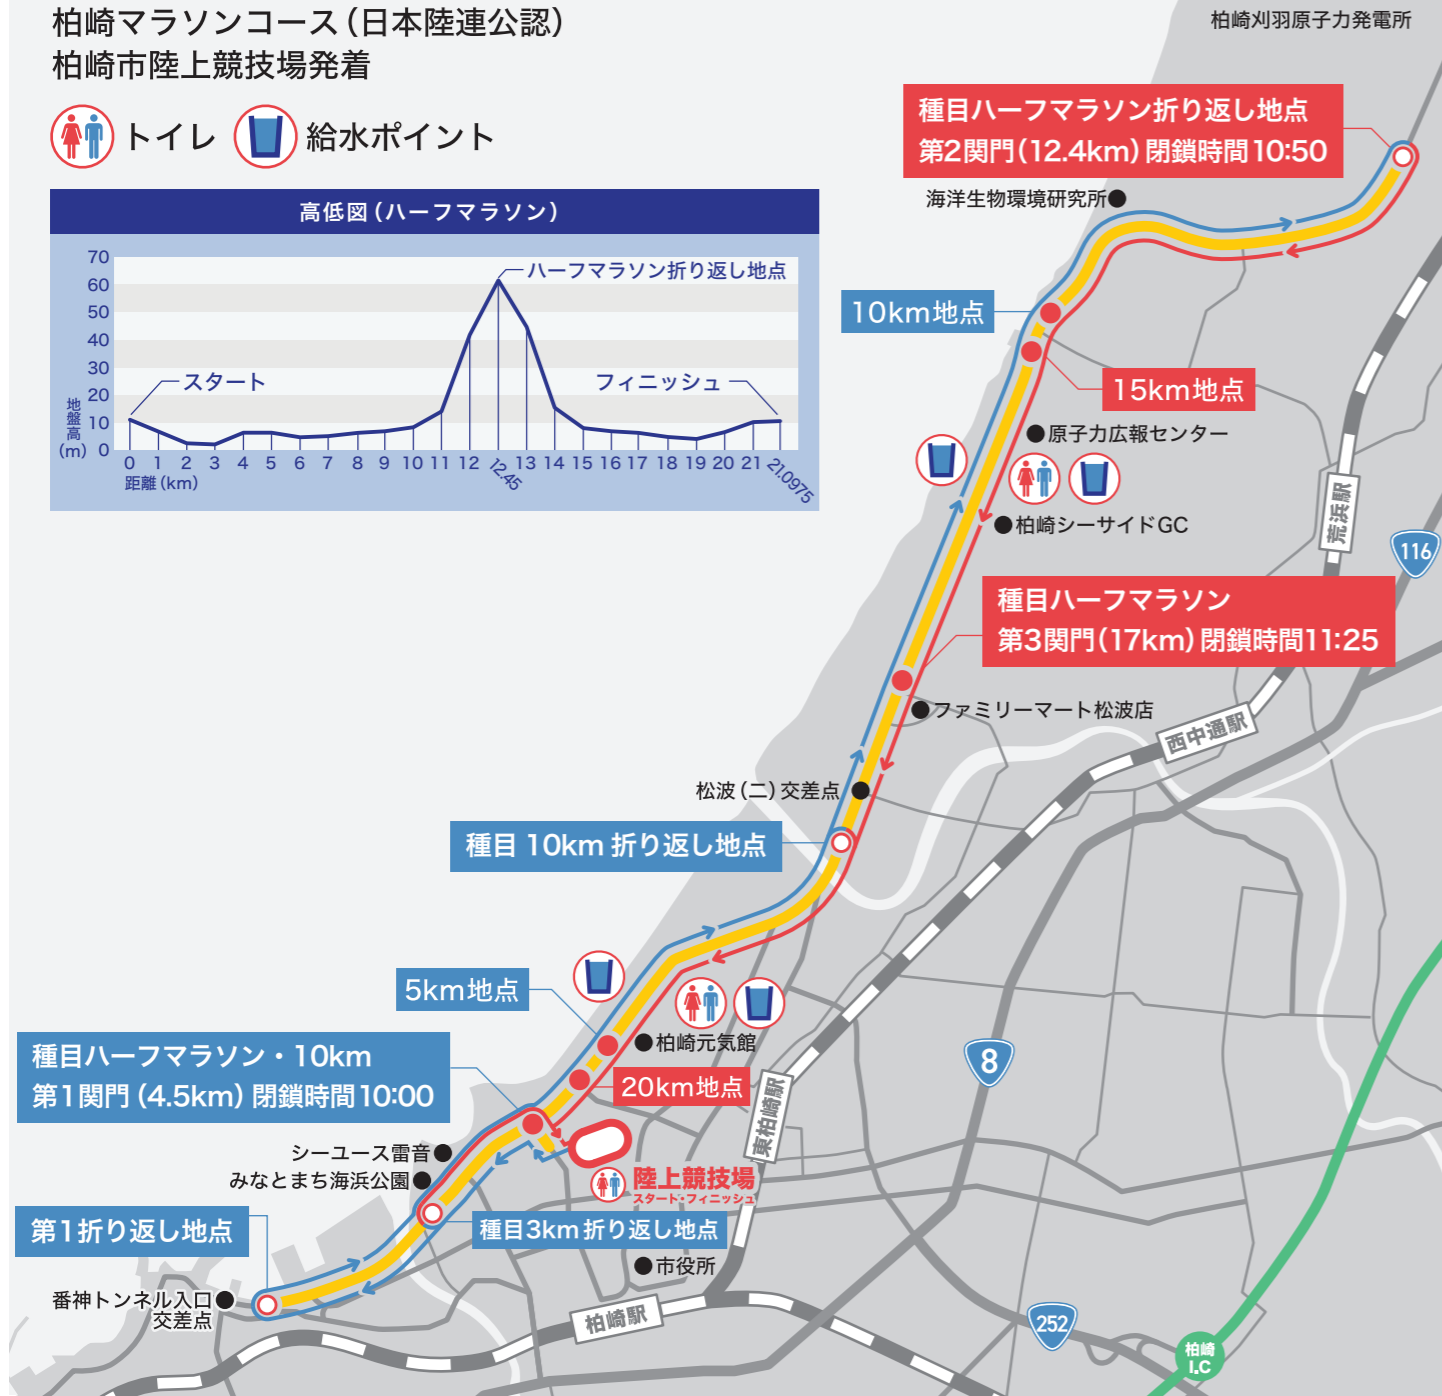 柏崎マラソンコース（日本陸連公認）
柏崎市陸上競技場発着
トイレ 給水ポイント
高低図（ハーフマラソン）
70
60
50
40
30
20
10
0
地盤高
(m)
スタート
ハーフマラソン折り返し地点
フィニッシュ
0 1 2 3 4 5 6 7 8 9 10 11 12 12.45 13 14 15 16 17 18 19 20 21 21.0975
距離（km）
柏崎刈羽原子力発電所
種目ハーフマラソン折り返し地点
第2関門（12.4km）閉鎖時間10:50
海洋生物環境研究所
10km地点
15km地点
原子力広報センター
柏崎シーサイドGC
荒浜駅
116
種目ハーフマラソン
第3関門（17km）閉鎖時間11:25
ファミリーマート松波店
西中通駅
松波（二）交差点
種目 10km 折り返し地点
5km地点
柏崎元気館
8
種目ハーフマラソン・10km
第1関門（4.5km）閉鎖時間10:00
20km地点
東柏崎駅
シーユース雷音
みなとまち海浜公園
陸上競技場
スタート・フィニッシュ
第1折り返し地点
種目3km折り返し地点
市役所
番神トンネル入口
交差点
柏崎駅
252
柏崎
I.C